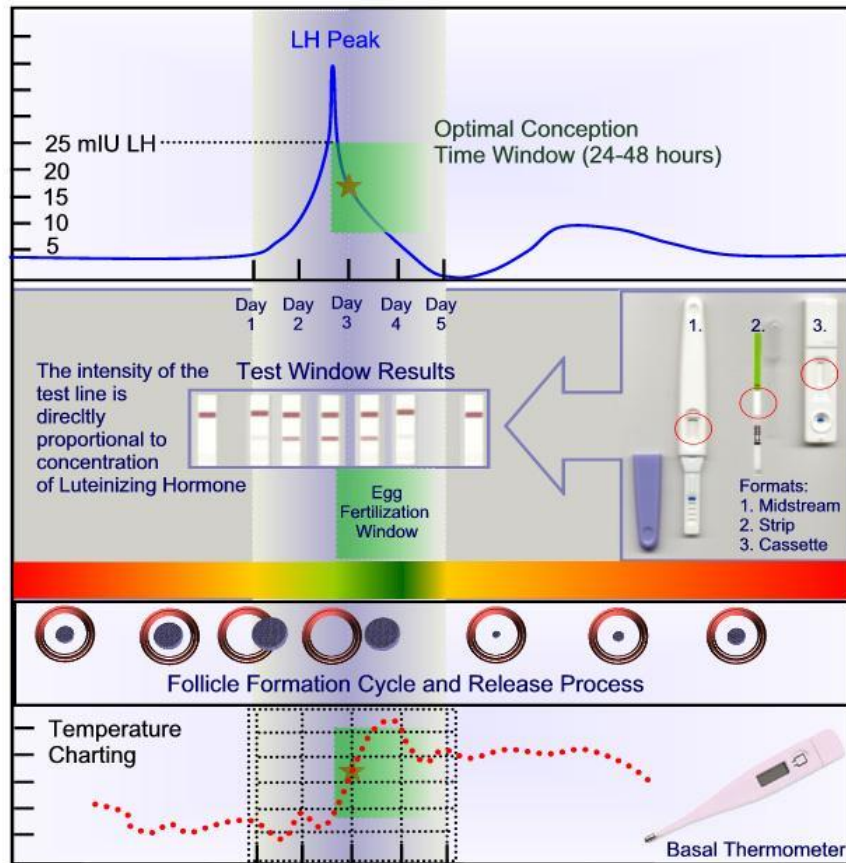 LH Peak
25 mIU LH
20
15
10
5
Optimal Conception
Time Window (24-48 hours)
Day
1
Day
2
Day
3
Day
4
Day
5
The intensity of the
test line is
direcltly
proportional to
concentration
of Luteinizing Hormone
Test Window Results
Egg
Fertilization
Window
1.
2.
3.
Formats:
1. Midstream
2. Strip
3. Cassette
Follicle Formation Cycle and Release Process
Temperature
Charting
Basal Thermometer